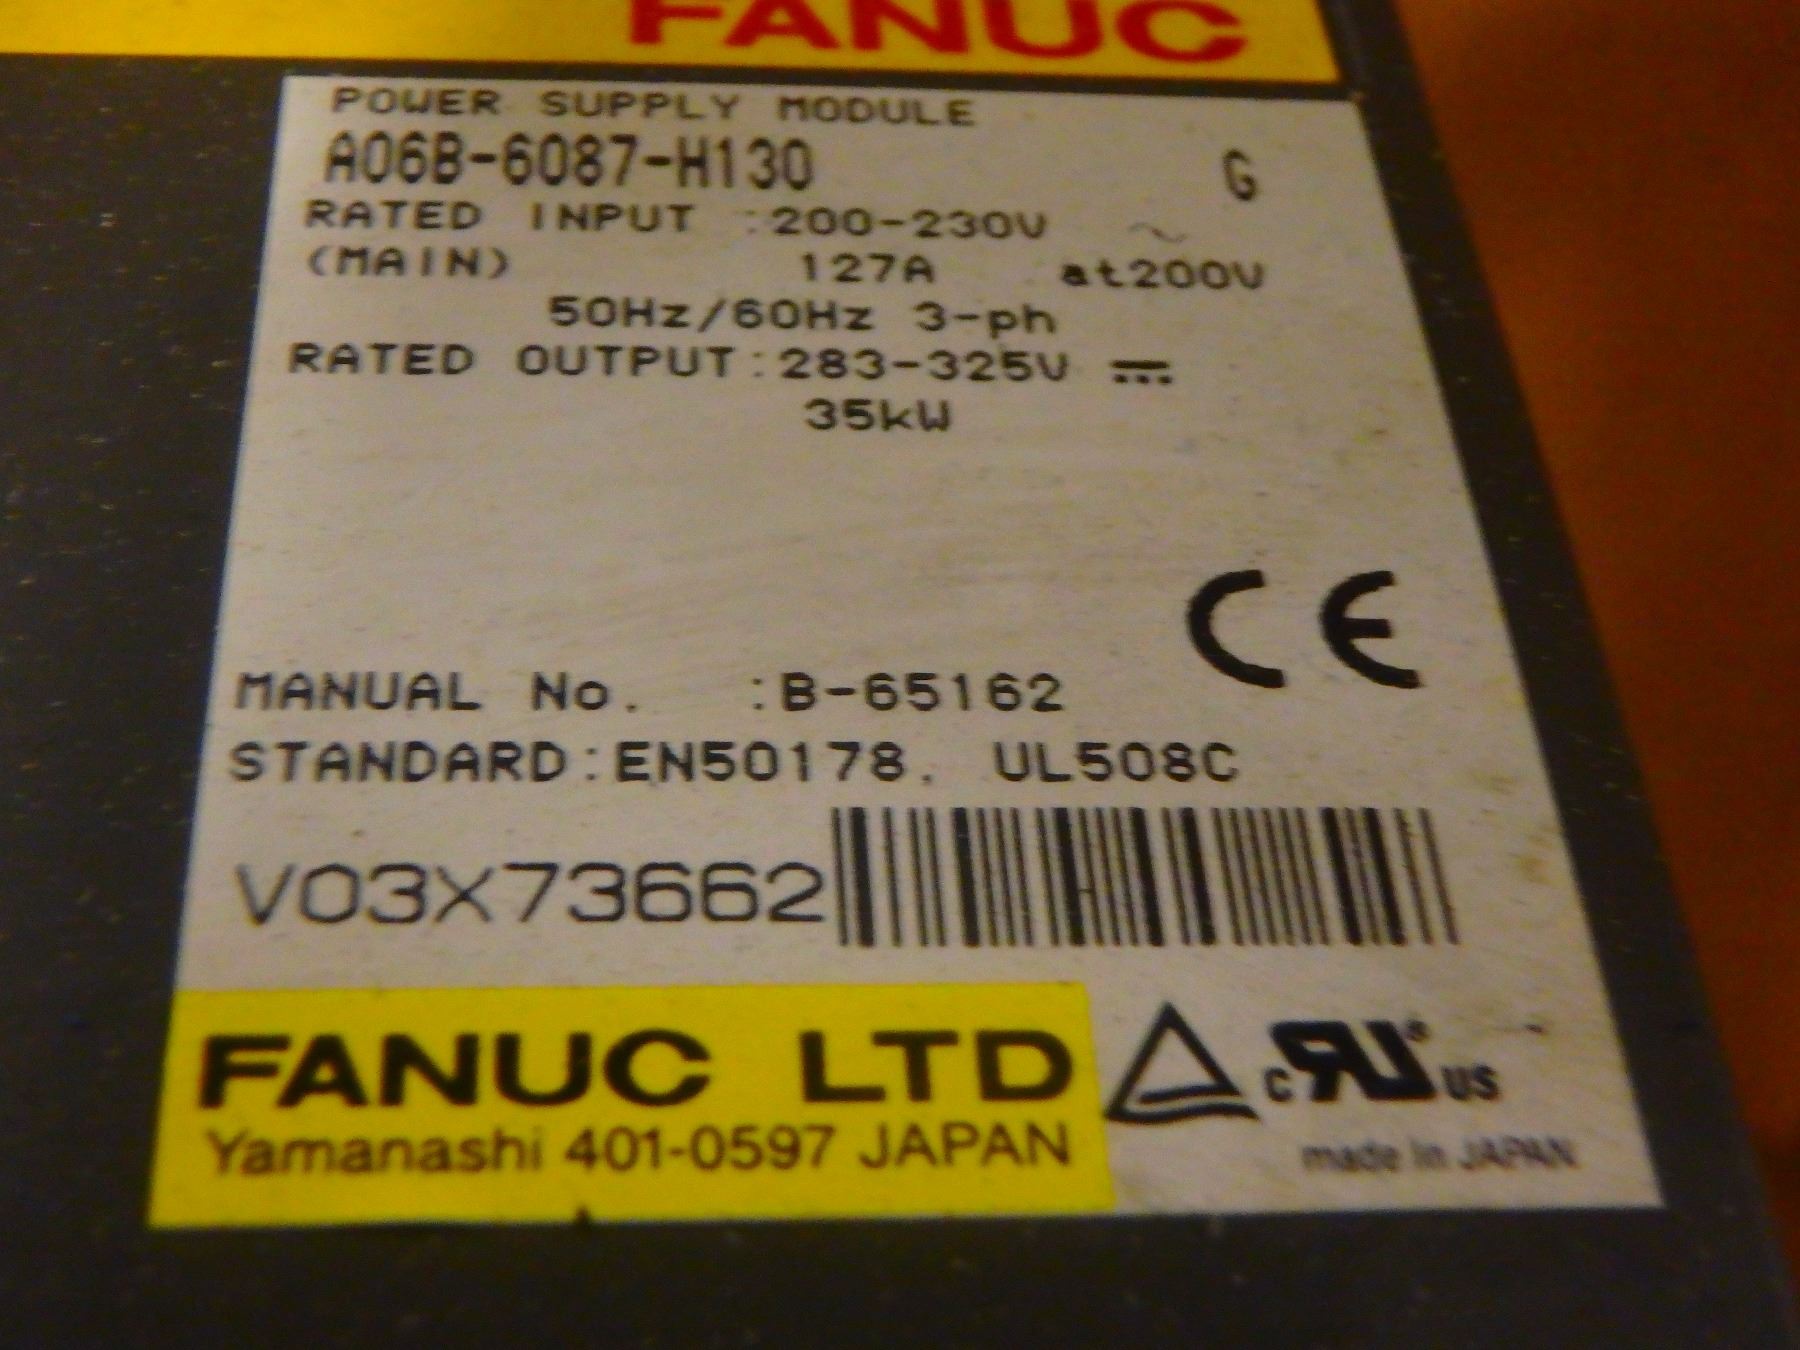 FANUC
POWER SUPPLY MODULE
A06B-6087-H130 G
RATED INPUT :200-230V ~
(MAIN) 127A at200V
50Hz/60Hz 3-ph
RATED OUTPUT:283-325V ⎓
35kW
CE
MANUAL No. :B-65162
STANDARD:EN50178. UL508C
V03X73662
FANUC LTD
Yamanashi 401-0597 JAPAN
c RU ® US
made in JAPAN